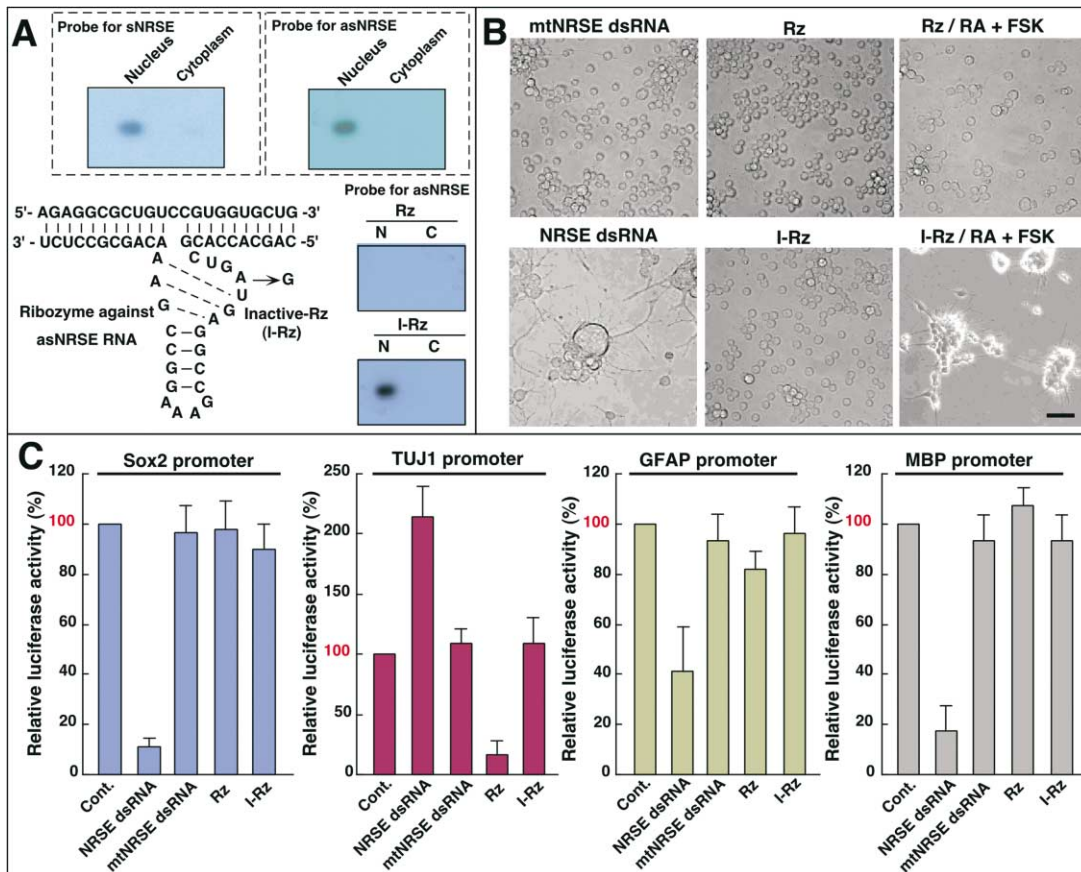 A
Probe for sNRSE
Nucleus
Cytoplasm
Probe for asNRSE
Nucleus
Cytoplasm
5'- AGAGGCGCUGUCCGUGGUGCUG -3'
3' - UCUCCGCGACA GCACCACGAC -5'
A
A
G
C
U
G
A
U
G
A
G
Ribozyme against
asNRSE RNA
Inactive-Rz
(I-Rz)
C – G
C – G
G – C
G – C
A
A
A
G
Probe for asNRSE
Rz
N C
I-Rz
N C
B
mtNRSE dsRNA
Rz
Rz / RA + FSK
NRSE dsRNA
I-Rz
I-Rz / RA + FSK
C
Sox2 promoter
Relative luciferase activity (%)
120
100
80
60
40
20
0
Cont.
NRSE dsRNA
mtNRSE dsRNA
Rz
I-Rz
TUJ1 promoter
Relative luciferase activity (%)
250
200
150
100
50
0
Cont.
NRSE dsRNA
mtNRSE dsRNA
Rz
I-Rz
GFAP promoter
Relative luciferase activity (%)
120
100
80
60
40
20
0
Cont.
NRSE dsRNA
mtNRSE dsRNA
Rz
I-Rz
MBP promoter
Relative luciferase activity (%)
120
100
80
60
40
20
0
Cont.
NRSE dsRNA
mtNRSE dsRNA
Rz
I-Rz